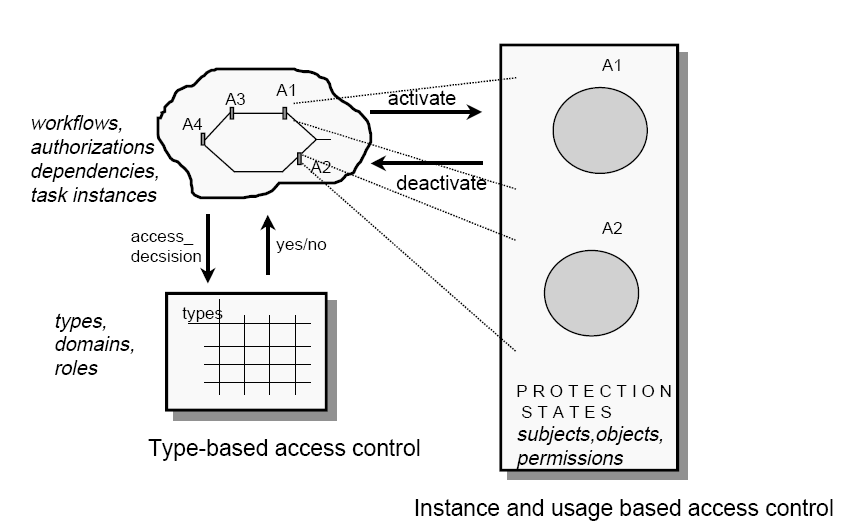 A1
A1
A3
activate
A4
workflows,
authorizations
dependencies,
task instances
A2
deactivate
A2
access_
decsision
yes/no
types
types,
domains,
roles
PROTECTION
STATES
subjects,objects,
permissions
Type-based access control
Instance and usage based access control